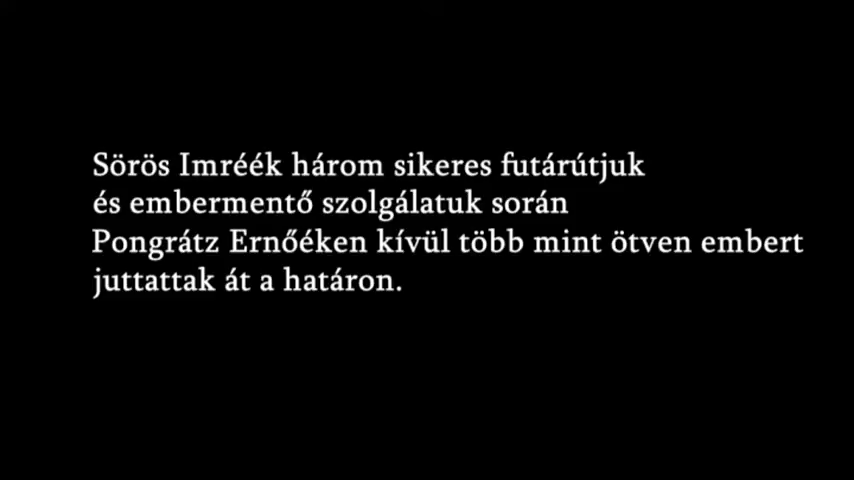 Sörös Imréék három sikeres futárútjuk
és embermentő szolgálatuk során
Pongrátz Ernőéken kívül több mint ötven embert
juttattak át a határon.